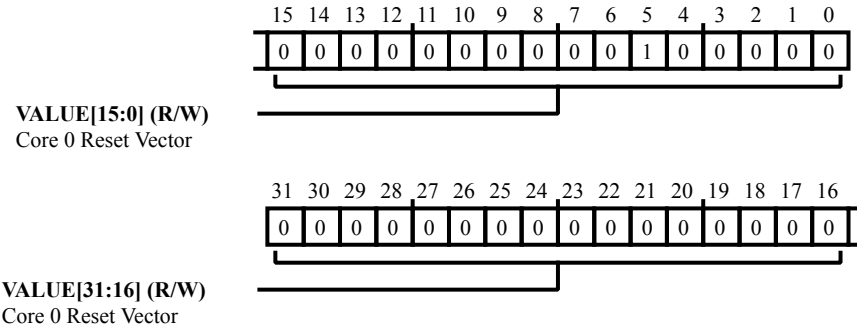 15 14 13 12 11 10 9 8 7 6 5 4 3 2 1 0
0 0 0 0 0 0 0 0 0 0 1 0 0 0 0 0
VALUE[15:0] (R/W)
Core 0 Reset Vector
31 30 29 28 27 26 25 24 23 22 21 20 19 18 17 16
0 0 0 0 0 0 0 0 0 0 0 0 0 0 0 0
VALUE[31:16] (R/W)
Core 0 Reset Vector